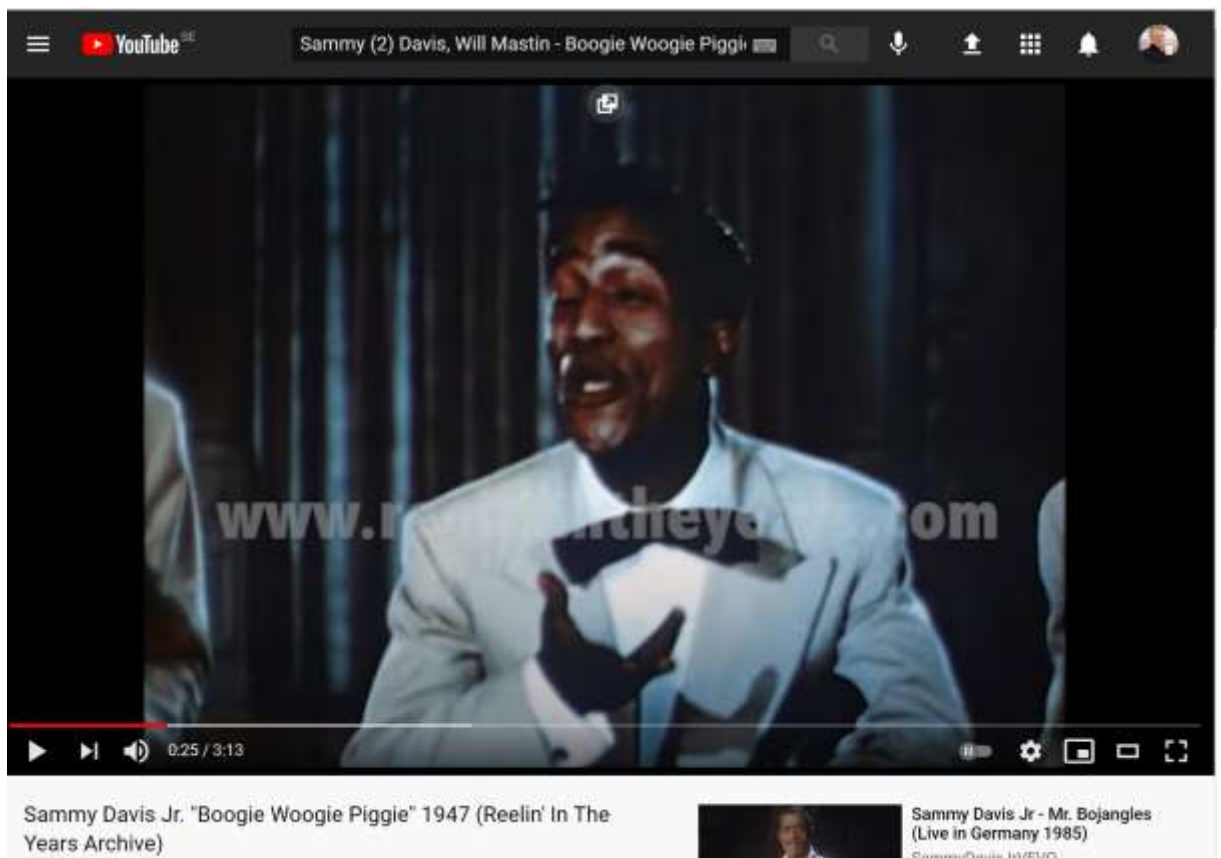 YouTube SE
Sammy (2) Davis, Will Mastin - Boogie Woogie Piggi
0:25 / 3:13
Sammy Davis Jr. "Boogie Woogie Piggie" 1947 (Reelin' In The
Years Archive)
Sammy Davis Jr - Mr. Bojangles
(Live in Germany 1985)